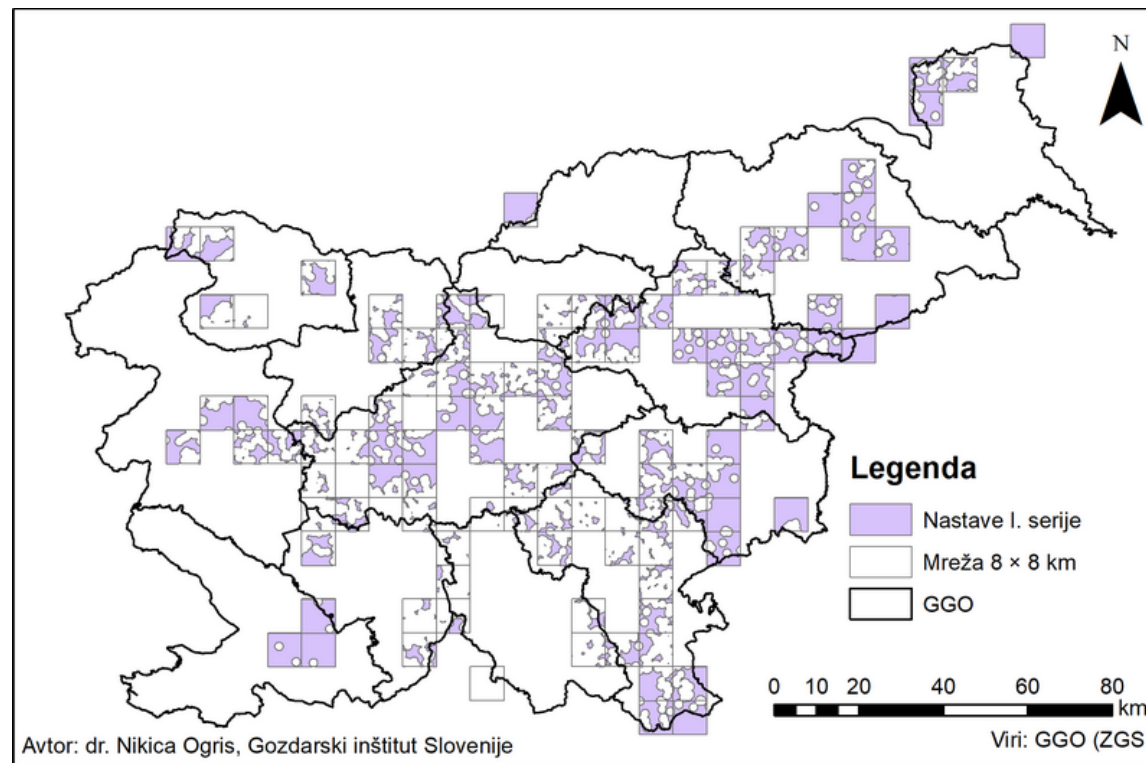 N
Legenda
Nastave I. serije
Mreža 8 × 8 km
GGO
0 10 20 40 60 80
km
Avtor: dr. Nikica Ogris, Gozdarski inštitut Slovenije
Viri: GGO (ZGS